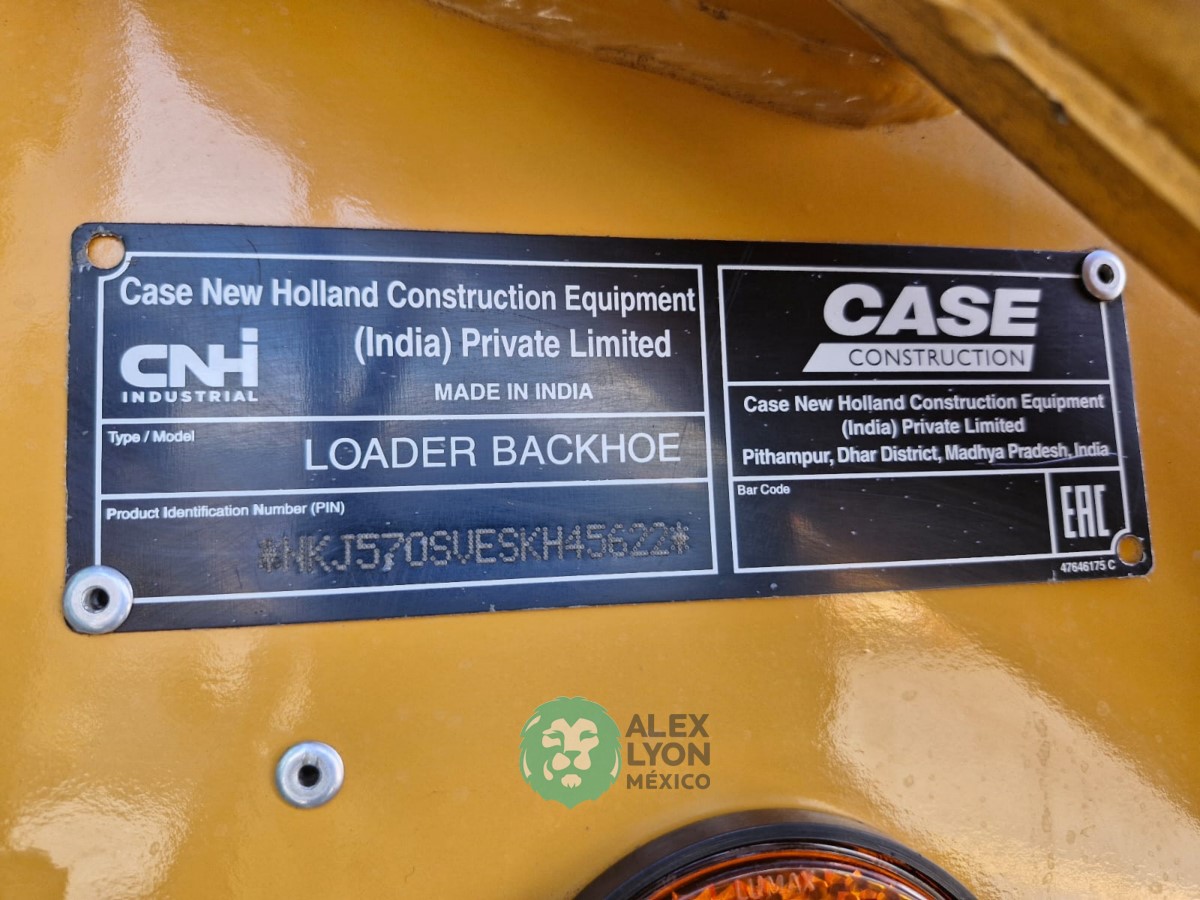 Case New Holland Construction Equipment
(India) Private Limited
CNH
INDUSTRIAL
MADE IN INDIA
Type / Model
LOADER BACKHOE
Product Identification Number (PIN)
*NKJ570SVESKH45622*
CASE
CONSTRUCTION
Case New Holland Construction Equipment
(India) Private Limited
Pithampur, Dhar District, Madhya Pradesh, India
Bar Code
EAC
47646175 C
ALEX
LYON
MÉXICO
LUMAX